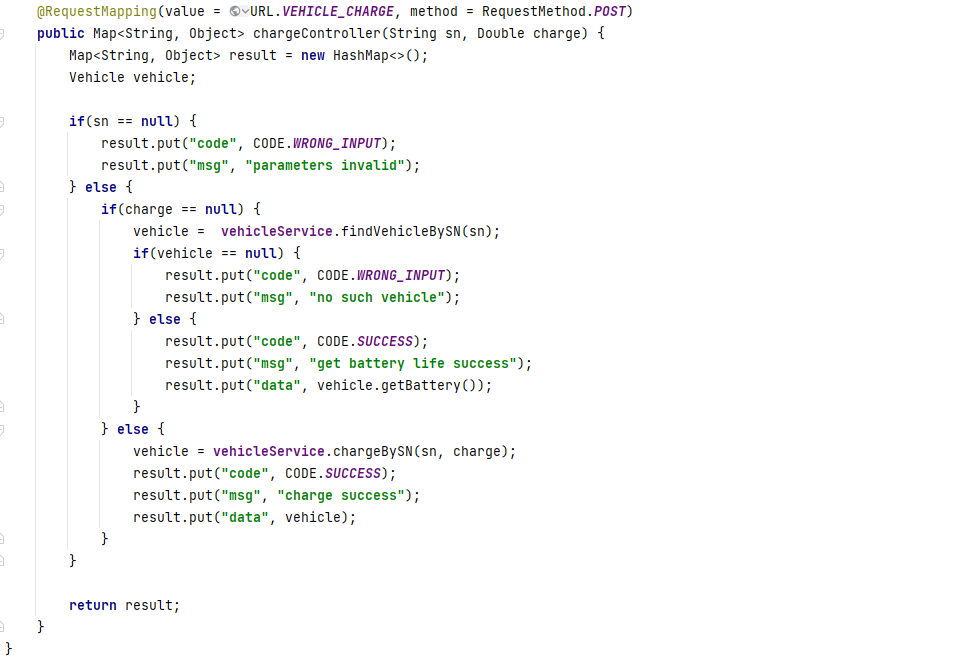 @RequestMapping(value = URL.VEHICLE_CHARGE, method = RequestMethod.POST)
public Map<String, Object> chargeController(String sn, Double charge) {
    Map<String, Object> result = new HashMap<>();
    Vehicle vehicle;

    if(sn == null) {
        result.put("code", CODE.WRONG_INPUT);
        result.put("msg", "parameters invalid");
    } else {
        if(charge == null) {
            vehicle =  vehicleService.findVehicleBySN(sn);
            if(vehicle == null) {
                result.put("code", CODE.WRONG_INPUT);
                result.put("msg", "no such vehicle");
            } else {
                result.put("code", CODE.SUCCESS);
                result.put("msg", "get battery life success");
                result.put("data", vehicle.getBattery());
            }
        } else {
            vehicle = vehicleService.chargeBySN(sn, charge);
            result.put("code", CODE.SUCCESS);
            result.put("msg", "charge success");
            result.put("data", vehicle);
        }
    }

    return result;
}
}